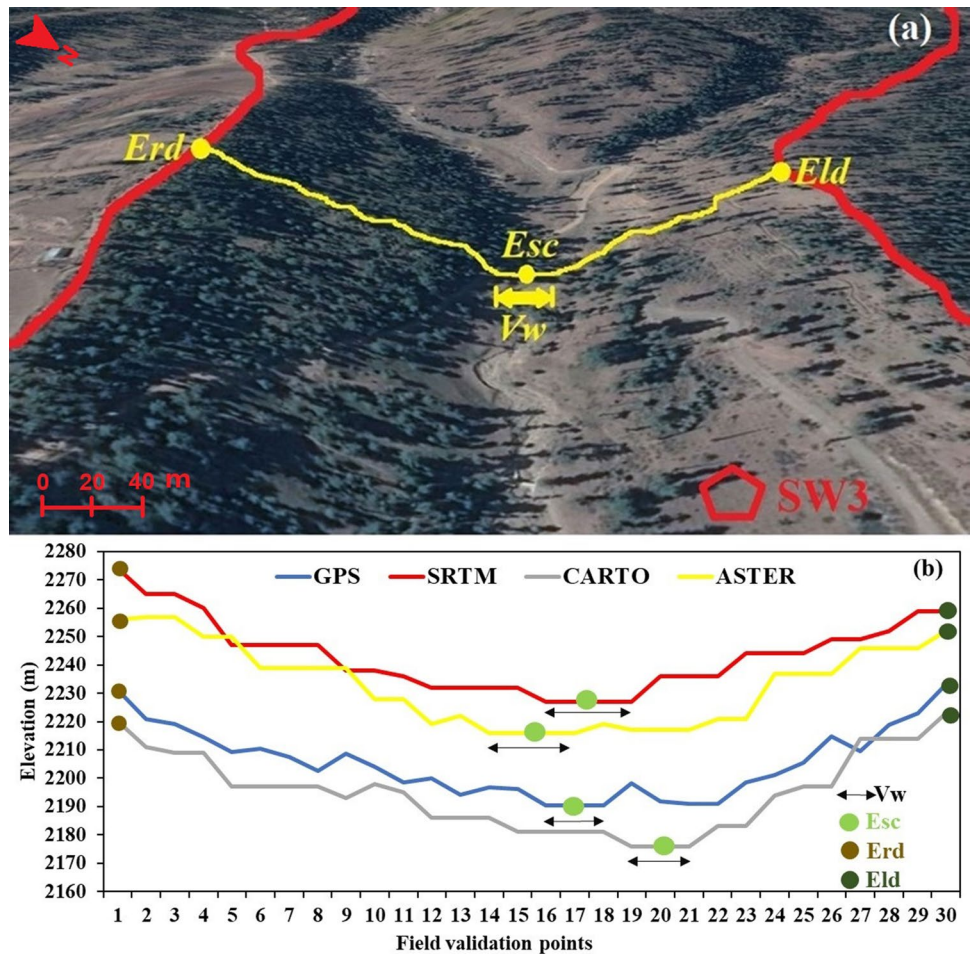 (a)
N
Erd
Eld
Esc
Vw
0 20 40 m
SW3
(b)
GPS SRTM CARTO ASTER
2280
2270
2260
2250
2240
2230
2220
2210
2200
2190
2180
2170
2160
Elevation (m)
Vw
Esc
Erd
Eld
1 2 3 4 5 6 7 8 9 10 11 12 13 14 15 16 17 18 19 20 21 22 23 24 25 26 27 28 29 30
Field validation points